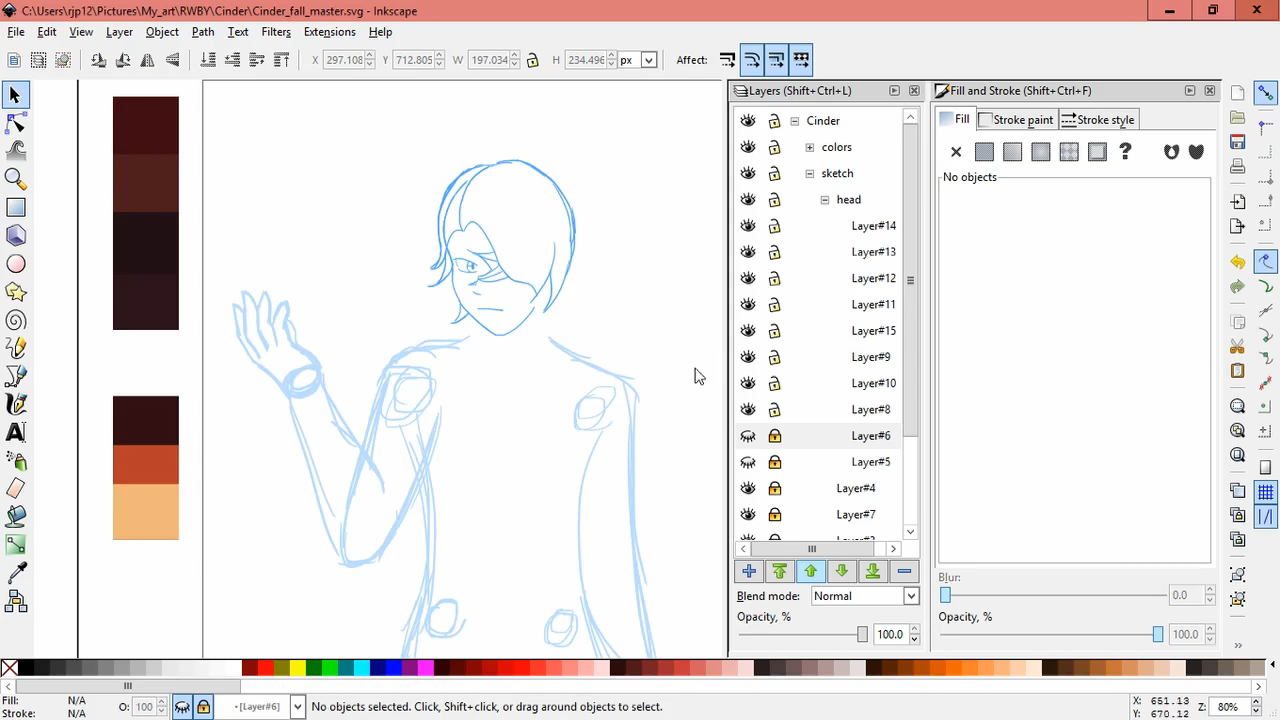 C:\Users\rjp12\Pictures\My_art\RWBY\Cinder\Cinder_fall_master.svg - Inkscape
File Edit View Layer Object Path Text Filters Extensions Help
X 297.108 Y 712.805 W 197.034 H 234.496 px Affect:
Layers (Shift+Ctrl+L)
Cinder
colors
sketch
head
Layer#14
Layer#13
Layer#12
Layer#11
Layer#15
Layer#9
Layer#10
Layer#8
Layer#6
Layer#5
Layer#4
Layer#7
Blend mode: Normal
Opacity, %
100.0
Fill and Stroke (Shift+Ctrl+F)
Fill Stroke paint Stroke style
?
No objects
Blur:
0.0
Opacity, %
100.0
Fill: N/A
Stroke: N/A
O: 100
•[Layer#6]
No objects selected. Click, Shift+click, or drag around objects to select.
X: 651.13
Y: 670.12
Z: 80%